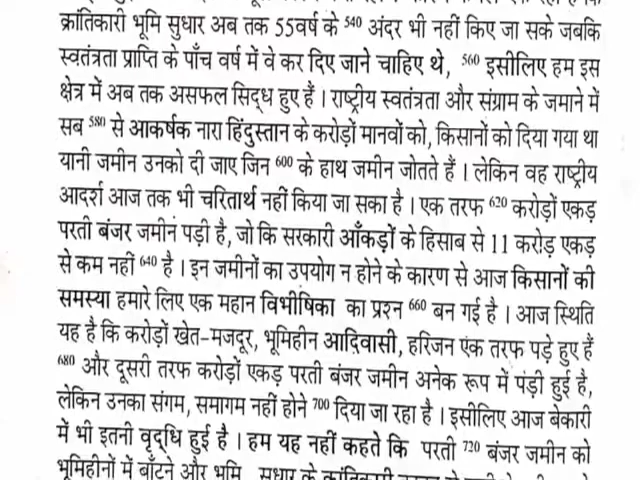 क्रांतिकारी भूमि सुधार अब तक 55वर्ष के 540 अंदर भी नहीं किए जा सके जबकि
स्वतंत्रता प्राप्ति के पाँच वर्ष में वे कर दिए जाने चाहिए थे, 560 इसीलिए हम इस
क्षेत्र में अब तक असफल सिद्ध हुए हैं । राष्ट्रीय स्वतंत्रता और संग्राम के जमाने में
सब 580 से आकर्षक नारा हिंदुस्तान के करोड़ों मानवों को, किसानों को दिया गया था
यानी जमीन उनको दी जाए जिन 600 के हाथ जमीन जोतते हैं । लेकिन वह राष्ट्रीय
आदर्श आज तक भी चरितार्थ नहीं किया जा सका है । एक तरफ 620 करोड़ों एकड़
परती बंजर जमीन पड़ी है, जो कि सरकारी आँकड़ों के हिसाब से 11 करोड़ एकड़
से कम नहीं 640 है । इन जमीनों का उपयोग न होने के कारण से आज किसानों की
समस्या हमारे लिए एक महान विभीषिका का प्रश्न 660 बन गई है । आज स्थिति
यह है कि करोड़ों खेत-मजदूर, भूमिहीन आदिवासी, हरिजन एक तरफ पड़े हुए हैं
680 और दूसरी तरफ करोड़ों एकड़ परती बंजर जमीन अनेक रूप में पंड़ी हुई है,
लेकिन उनका संगम, समागम नहीं होने 700 दिया जा रहा है । इसीलिए आज बेकारी
में भी इतनी वृद्धि हुई है । हम यह नहीं कहते कि परती 720 बंजर जमीन को
भूमिहीनों में बाँटने और भूमि सुधार के क्रांतिकारी